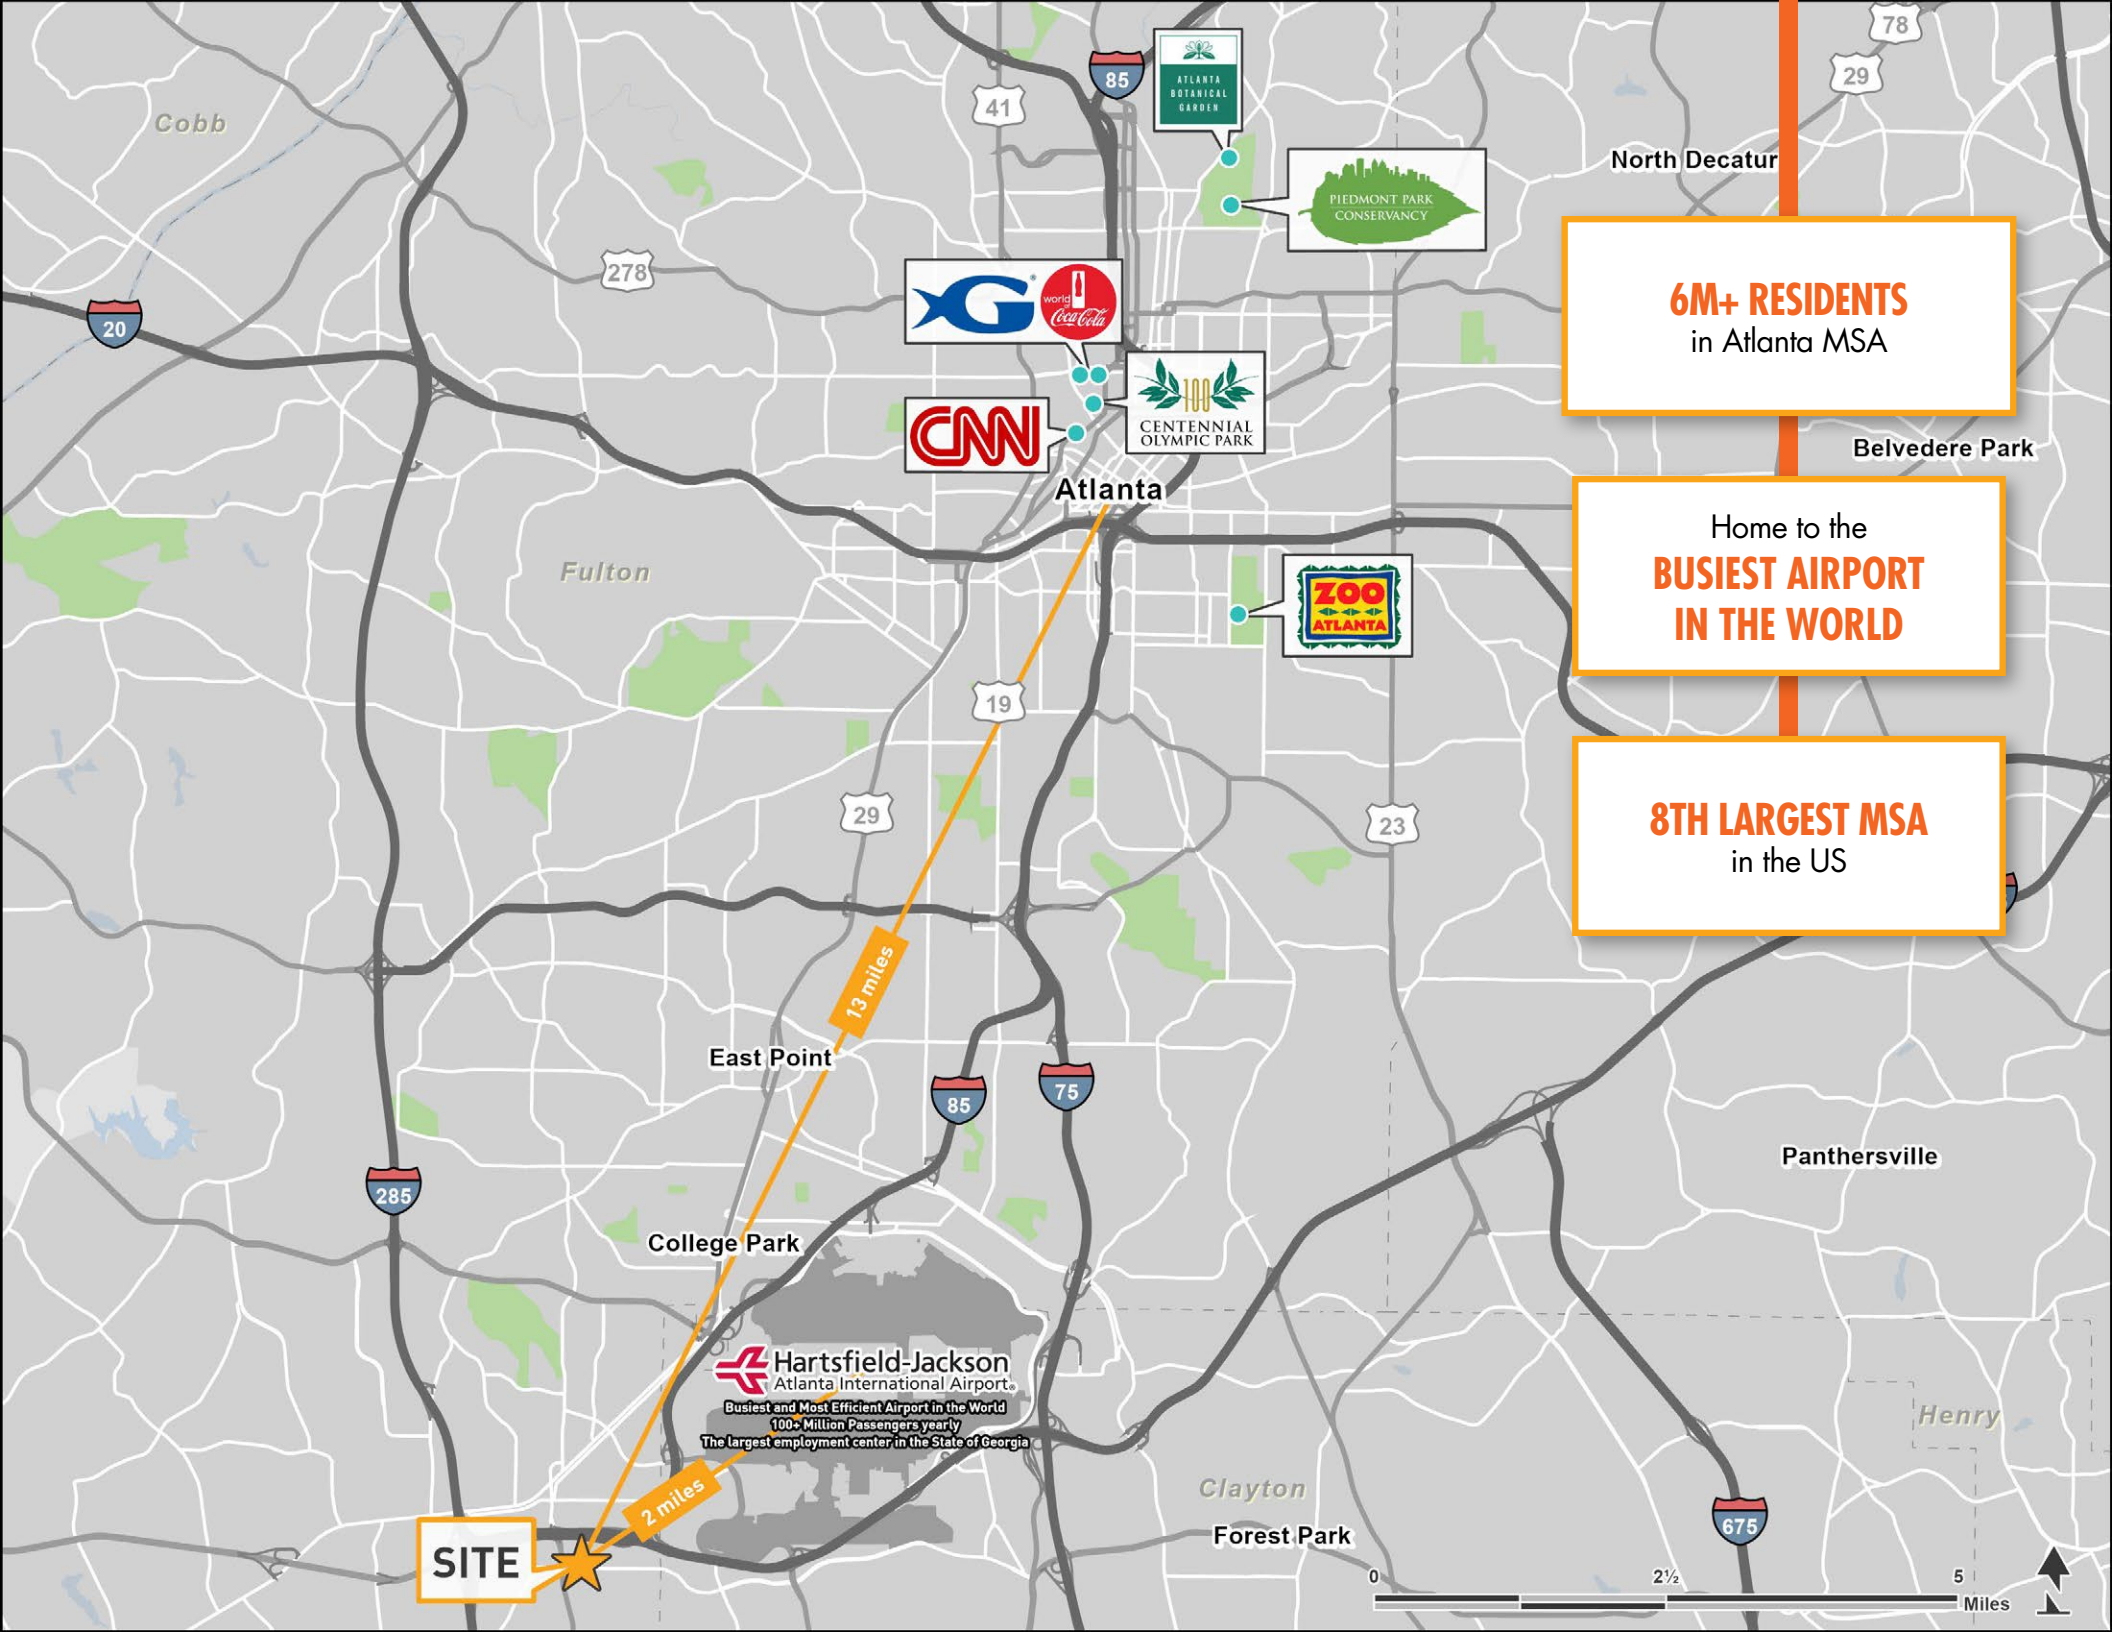 78
85
29
ATLANTA
BOTANICAL
GARDEN
41
Cobb
North Decatur
PIEDMONT PARK
CONSERVANCY
278
G
world
of
Coca-Cola
6M+ RESIDENTS
in Atlanta MSA
20
100
CENTENNIAL
OLYMPIC PARK
CNN
Belvedere Park
Atlanta
Home to the
BUSIEST AIRPORT
IN THE WORLD
Fulton
ZOO
ATLANTA
19
29
23
8TH LARGEST MSA
in the US
13 miles
East Point
85
75
Panthersville
285
College Park
Hartsfield-Jackson
Atlanta International Airport®
Busiest and Most Efficient Airport in the World
100+ Million Passengers yearly
The largest employment center in the State of Georgia
Henry
2 miles
Clayton
675
Forest Park
SITE
0 2½ 5
Miles